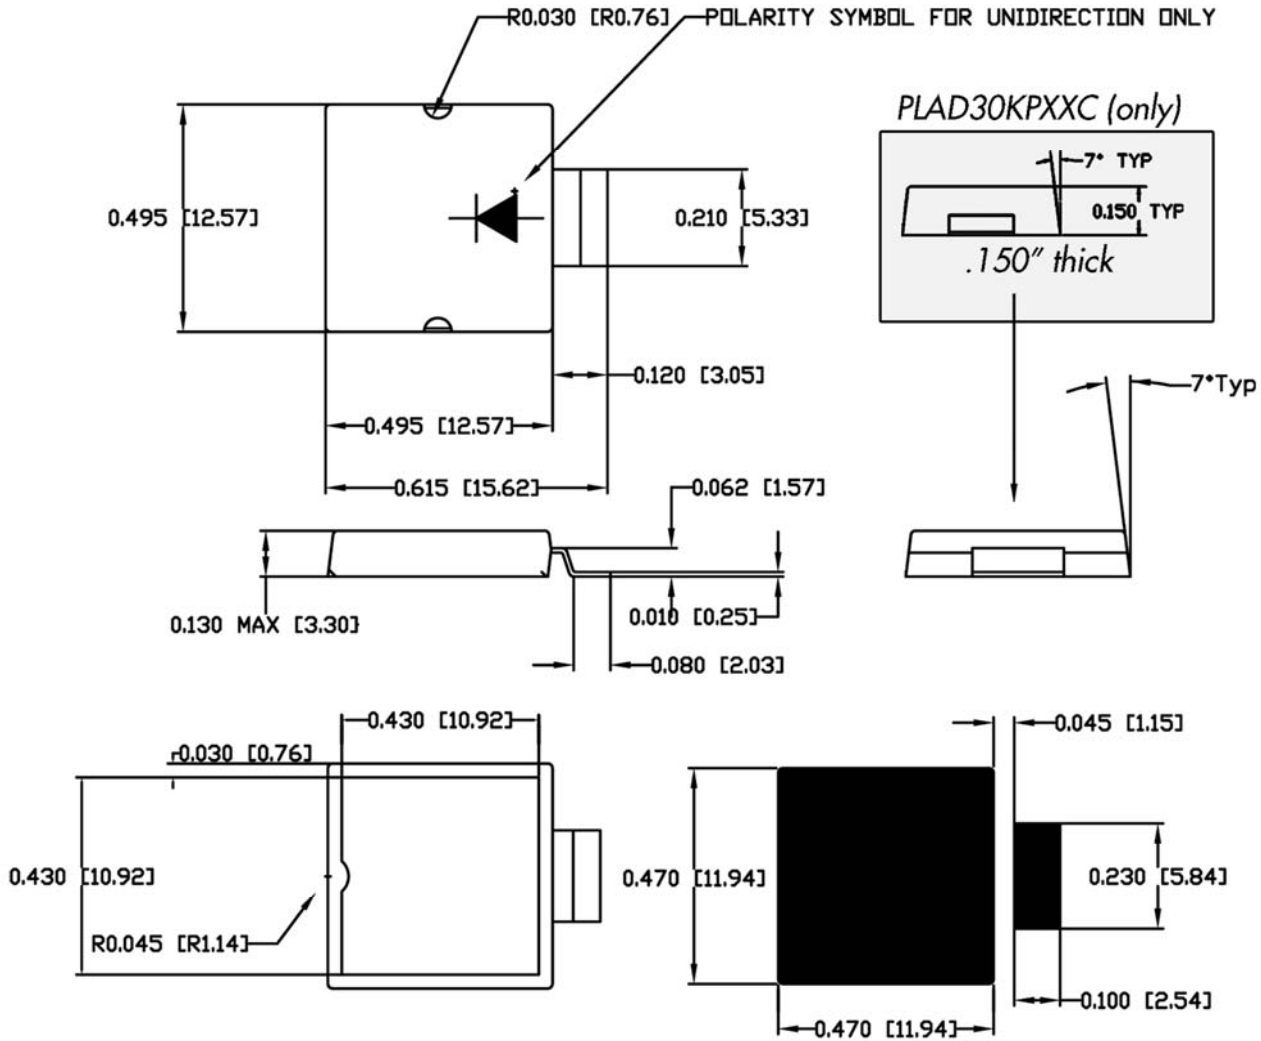 R0.030 [R0.76]
POLARITY SYMBOL FOR UNIDIRECTION ONLY
PLAD30KPXXC (only)
7° TYP
0.150 TYP
.150" thick
0.495 [12.57]
+
0.210 [5.33]
0.120 [3.05]
7°Typ
0.495 [12.57]
0.615 [15.62]
0.062 [1.57]
0.130 MAX [3.30]
0.010 [0.25]
0.080 [2.03]
0.430 [10.92]
0.045 [1.15]
0.030 [0.76]
0.430 [10.92]
0.470 [11.94]
0.230 [5.84]
R0.045 [R1.14]
0.100 [2.54]
0.470 [11.94]